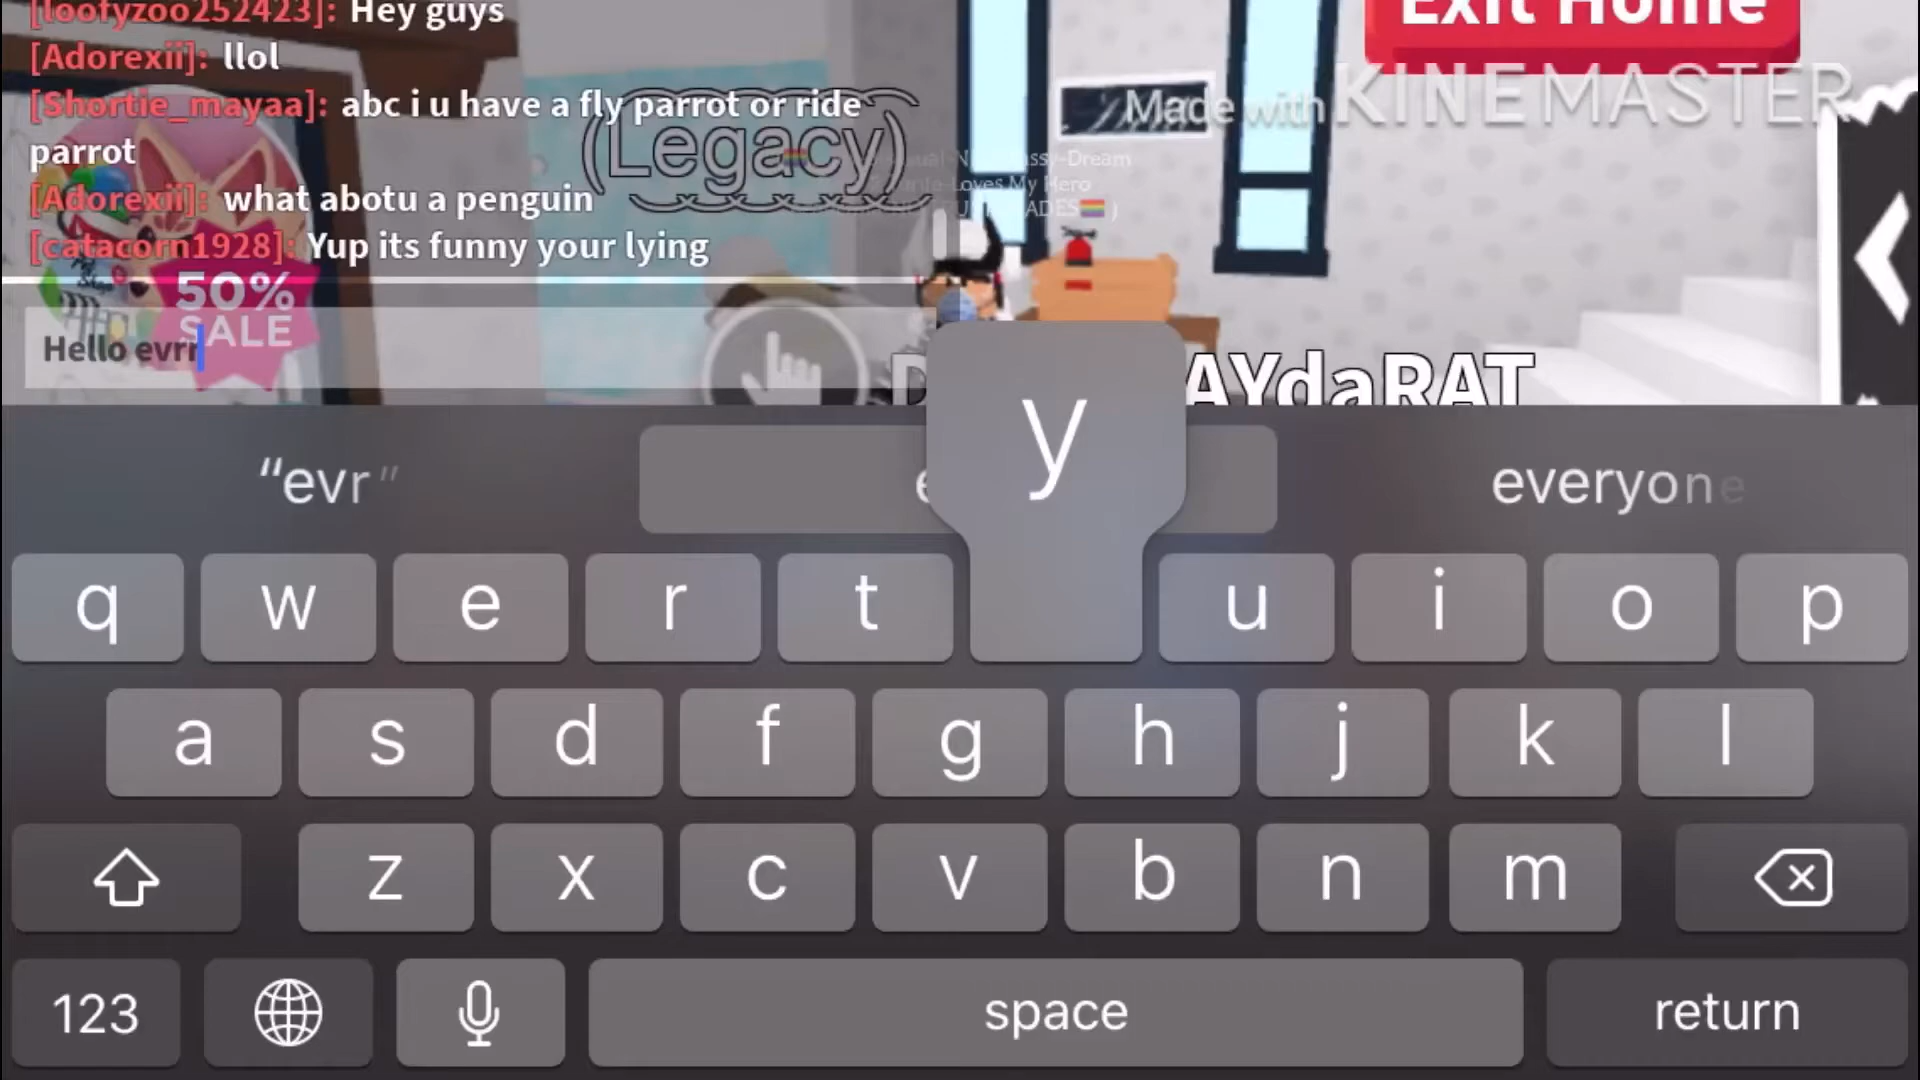 [loofyzoo252423]: Hey guys
Exit Home
[Adorexii]: llol
Made with KINEMASTER
[Shortie_mayaa]: abc i u have a fly parrot or ride
parrot
(Legacy)
[Adorexii]: what abotu a penguin
[catacorn1928]: Yup its funny your lying
50%
SALE
Hello evrr
AYdaRAT
"evr"
everyone
y
q w e r t u i o p
a s d f g h j k l
z x c v b n m
123 space return